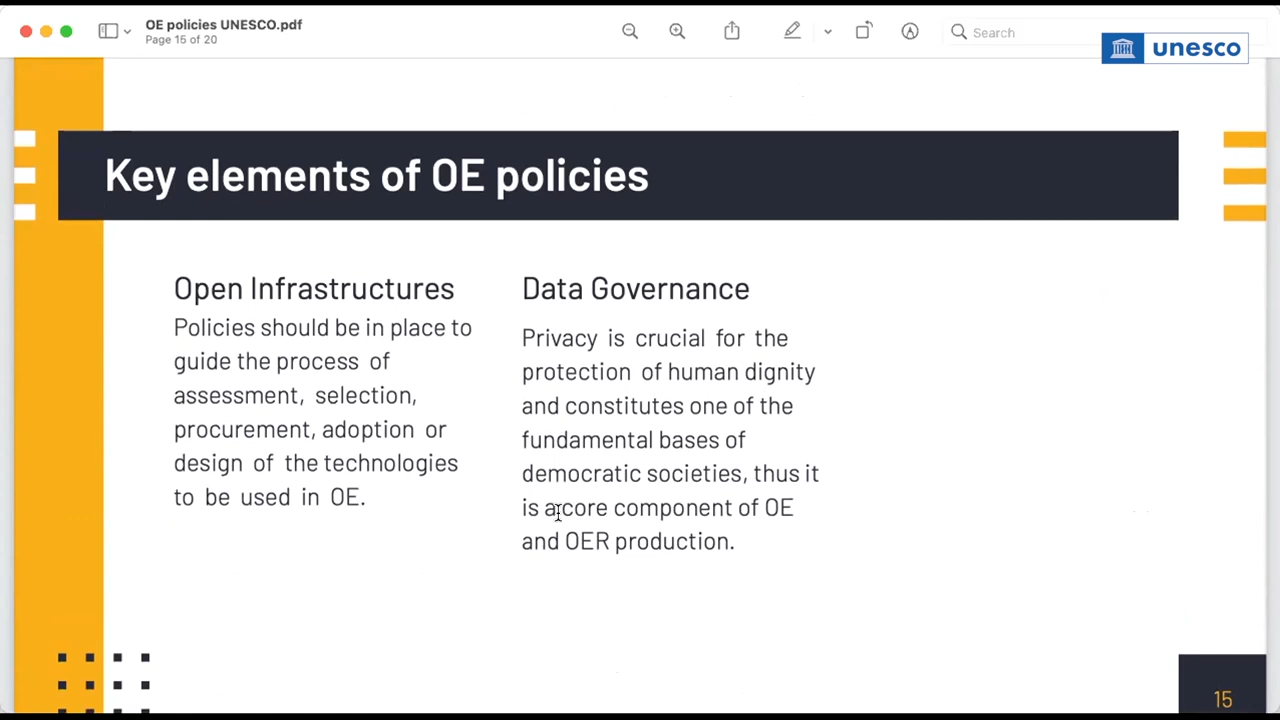 OE policies UNESCO.pdf
Page 15 of 20
Search
unesco
Key elements of OE policies
Open Infrastructures
Policies should be in place to
guide the process of
assessment, selection,
procurement, adoption or
design of the technologies
to be used in OE.
Data Governance
Privacy is crucial for the
protection of human dignity
and constitutes one of the
fundamental bases of
democratic societies, thus it
is a core component of OE
and OER production.
15